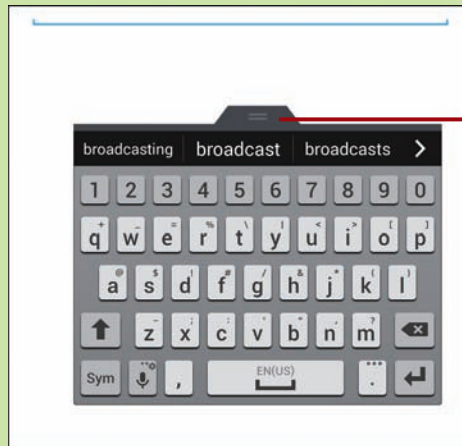 broadcasting broadcast broadcasts >
1 2 3 4 5 6 7 8 9 0
q w e r t y u i o p
a s d f g h j k l
z x c v b n m
Sym , EN(US) .